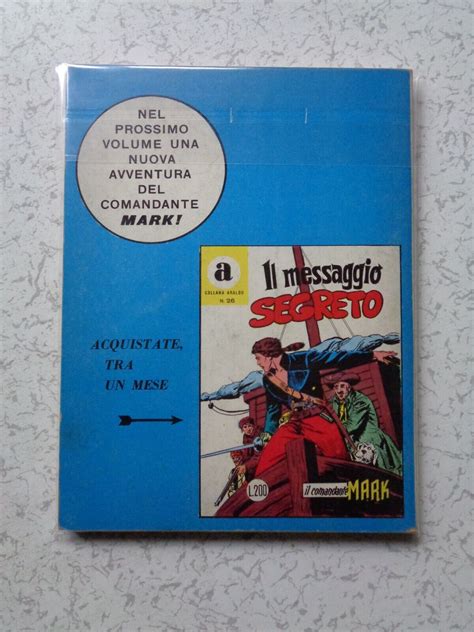 NEL
PROSSIMO
VOLUME UNA
NUOVA
AVVENTURA
DEL
COMANDANTE
MARK!
ACQUISTATE,
TRA
UN MESE
a
COLLANA ARALDO
N. 26
Il messaggio
SEGRETO
L.200
il comandante MARK